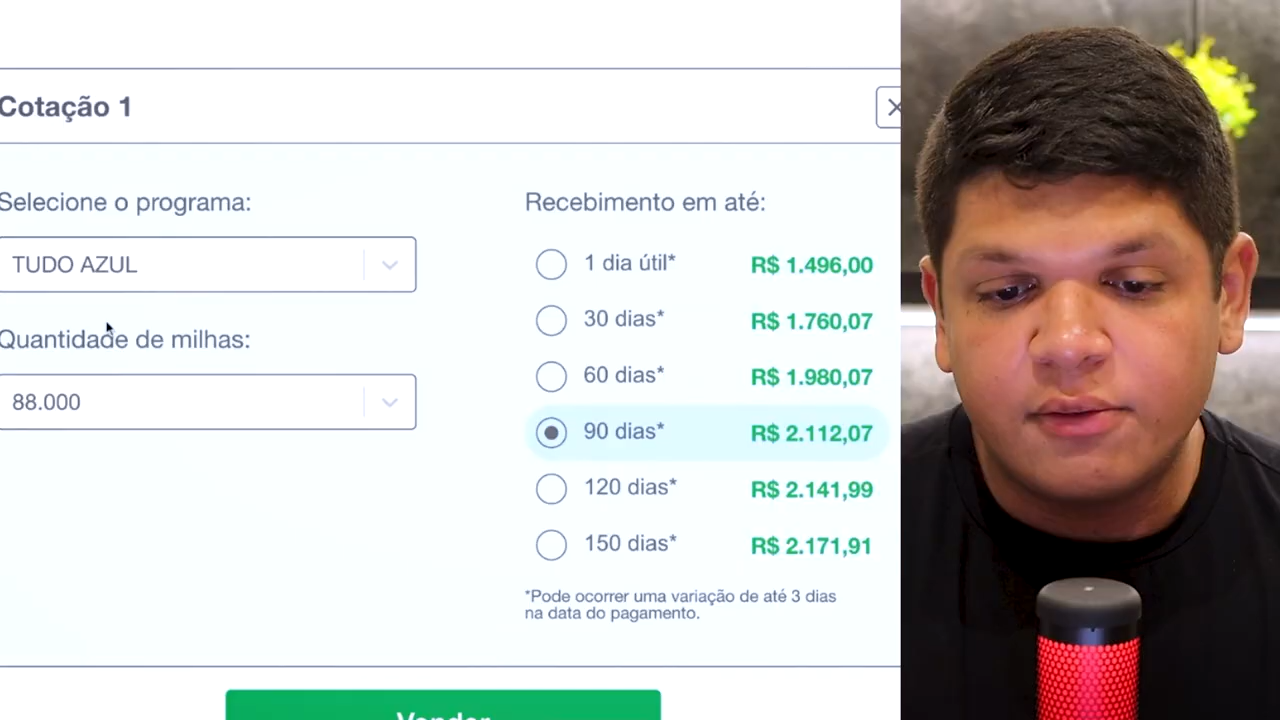 Cotação 1
Selecione o programa:
TUDO AZUL
Quantidade de milhas:
88.000
Recebimento em até:
1 dia útil* R$ 1.496,00
30 dias* R$ 1.760,07
60 dias* R$ 1.980,07
90 dias* R$ 2.112,07
120 dias* R$ 2.141,99
150 dias* R$ 2.171,91
*Pode ocorrer uma variação de até 3 dias
na data do pagamento.
Vender